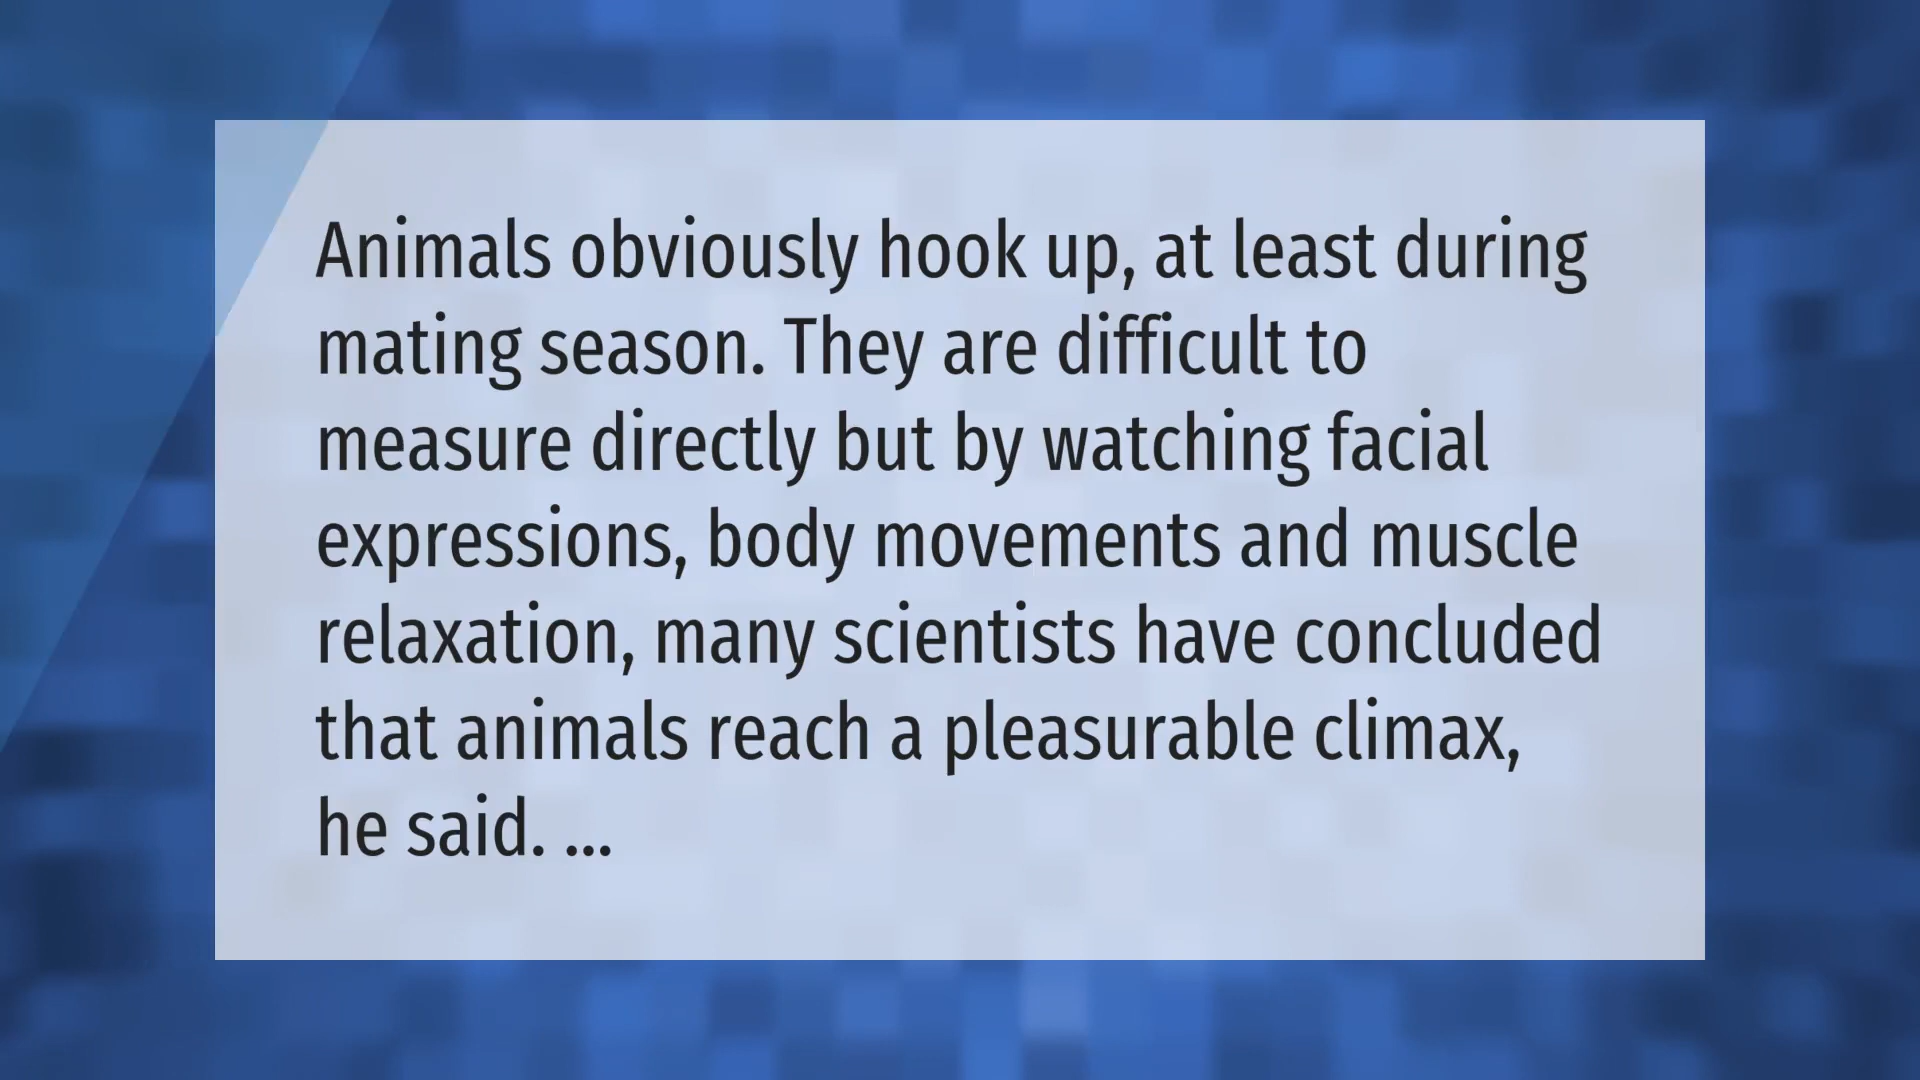 Animals obviously hook up, at least during
mating season. They are difficult to
measure directly but by watching facial
expressions, body movements and muscle
relaxation, many scientists have concluded
that animals reach a pleasurable climax,
he said. ...